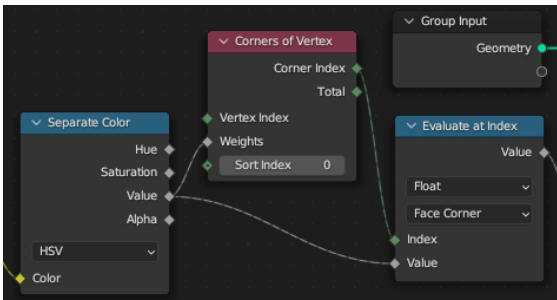 Separate Color
Hue
Saturation
Value
Alpha
HSV
Color
Corners of Vertex
Corner Index
Total
Vertex Index
Weights
Sort Index 0
Group Input
Geometry
Evaluate at Index
Value
Float
Face Corner
Index
Value